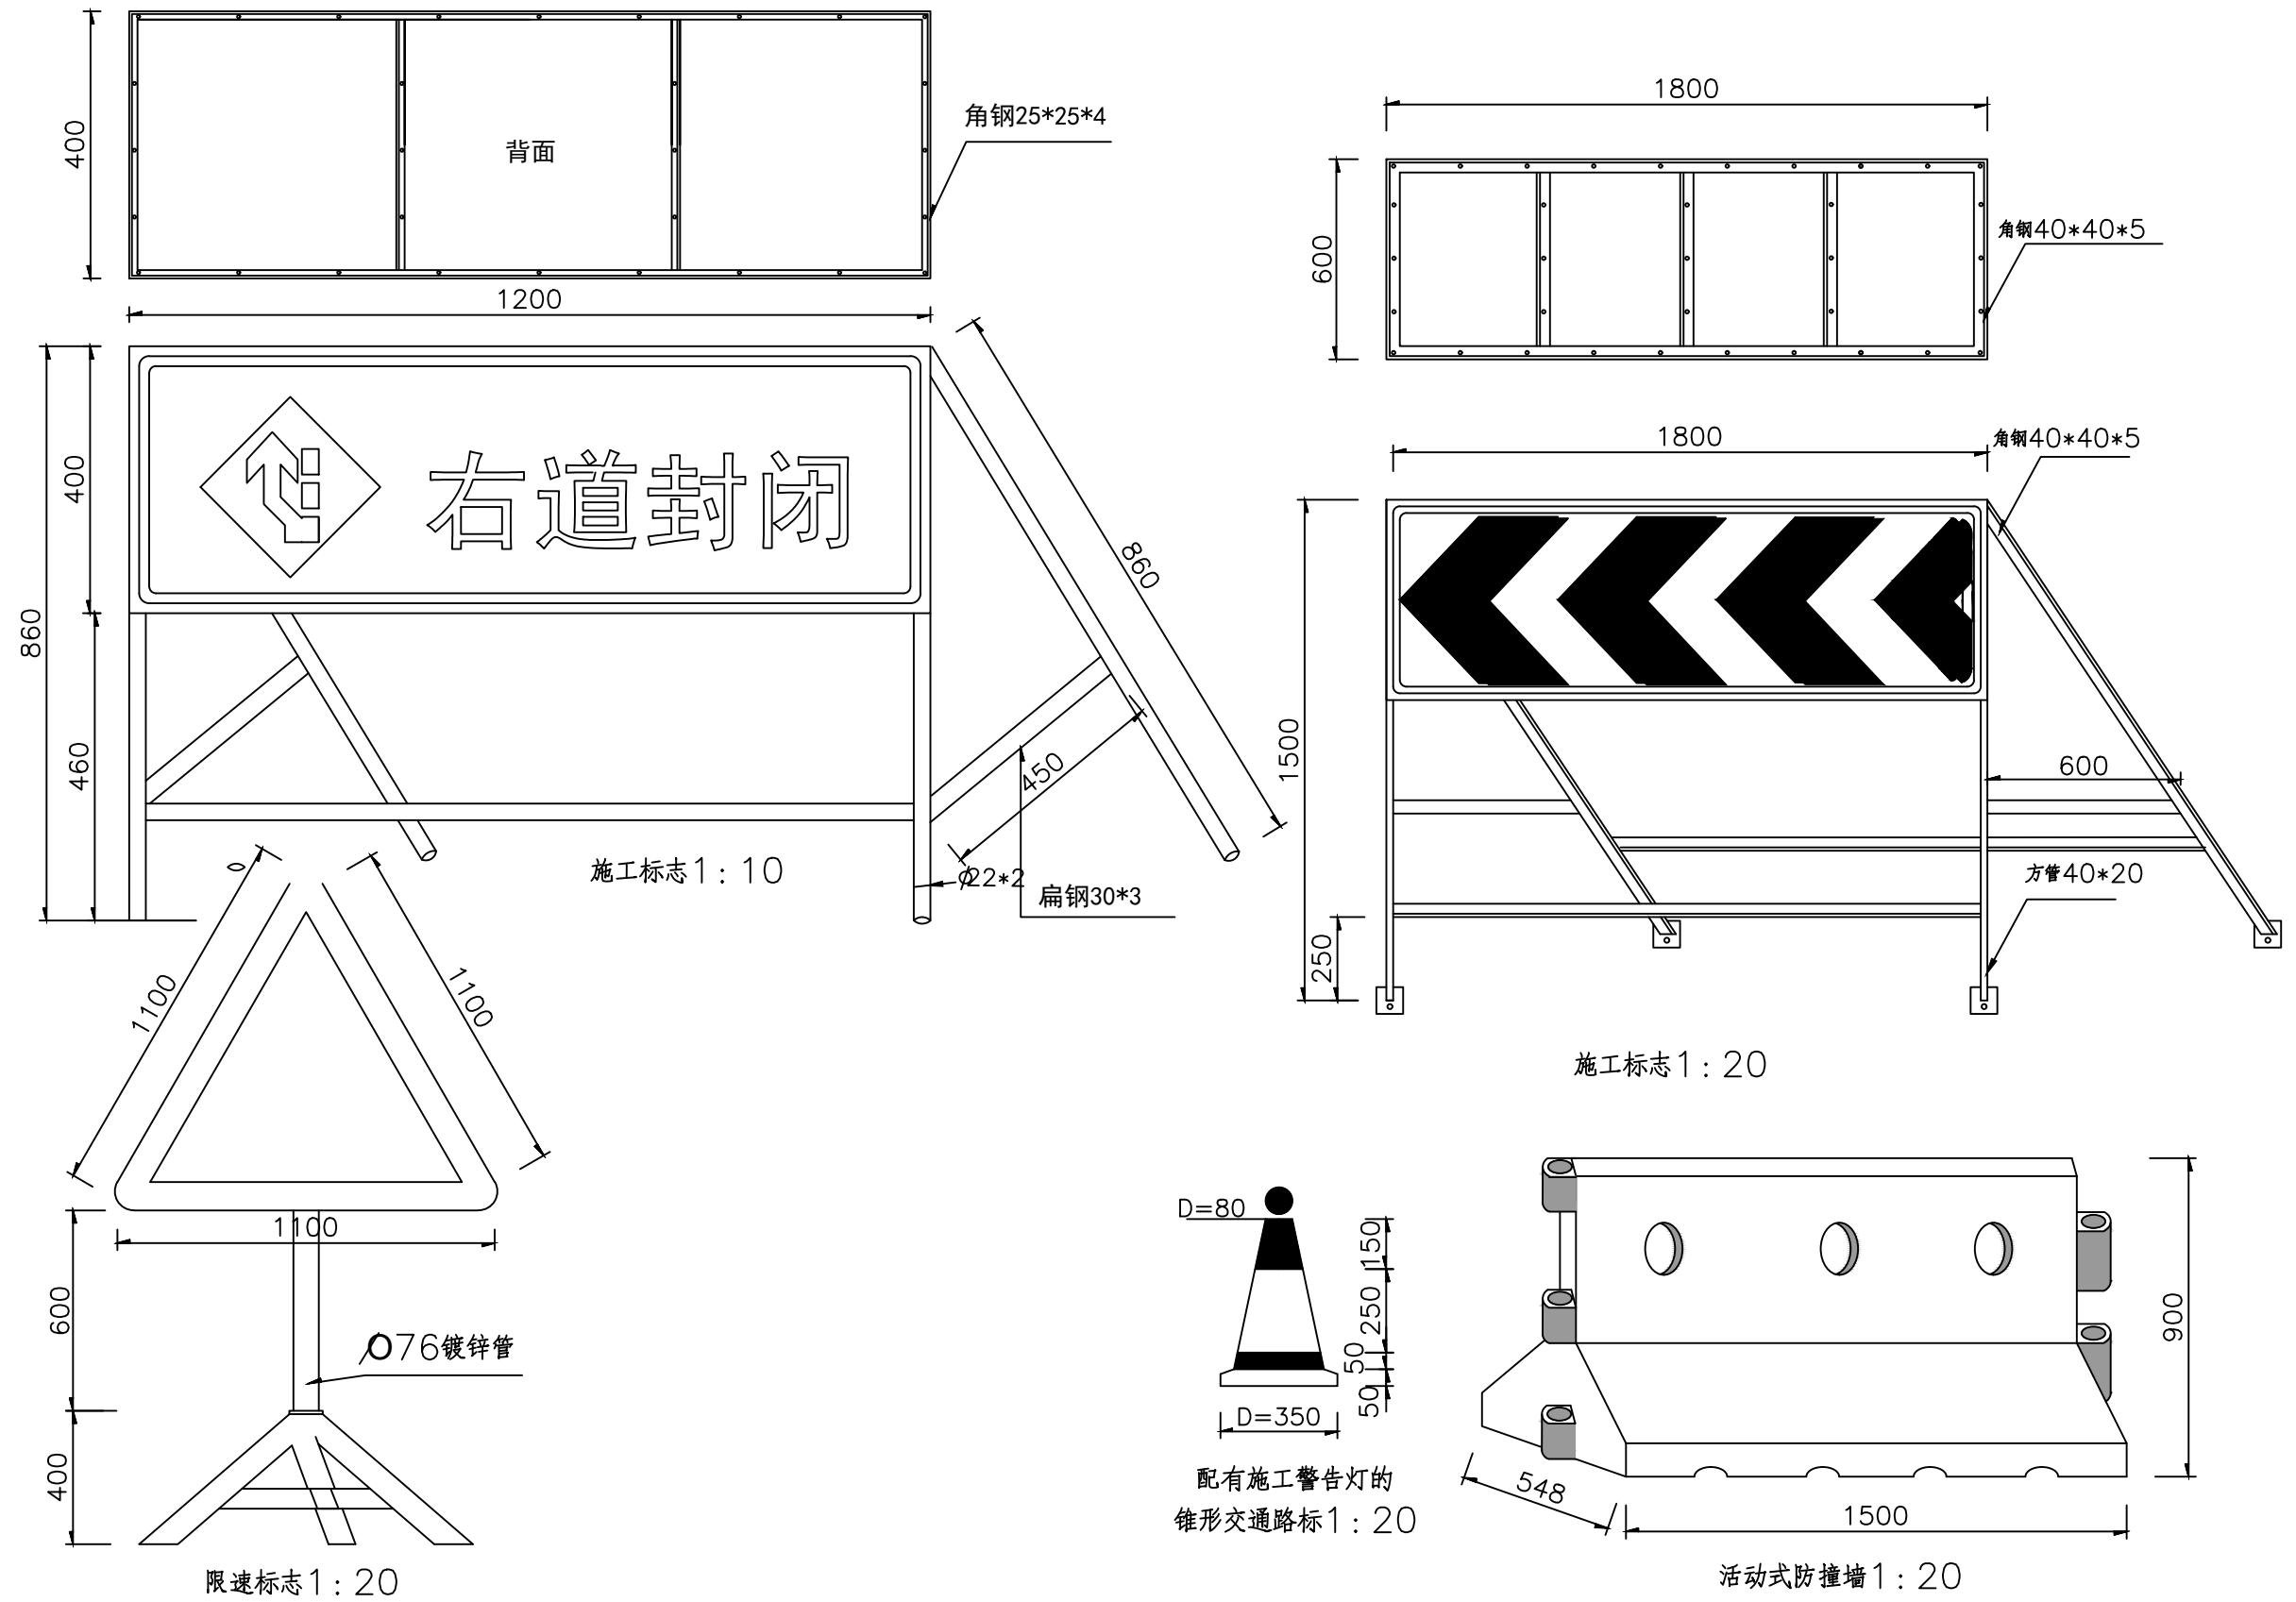 400
背面
角钢25*25*4
1200
860
400
460
右道封闭
860
450
φ22*2
扁钢30*3
施工标志1：10
1800
600
角钢40*40*5
1800
角钢40*40*5
1500
600
方管40*20
250
施工标志1：20
1100
1100
1100
600
Ø76镀锌管
400
限速标志1：20
D=80
150
250
50
50
D=350
配有施工警告灯的
锥形交通路标1：20
900
548
1500
活动式防撞墙1：20